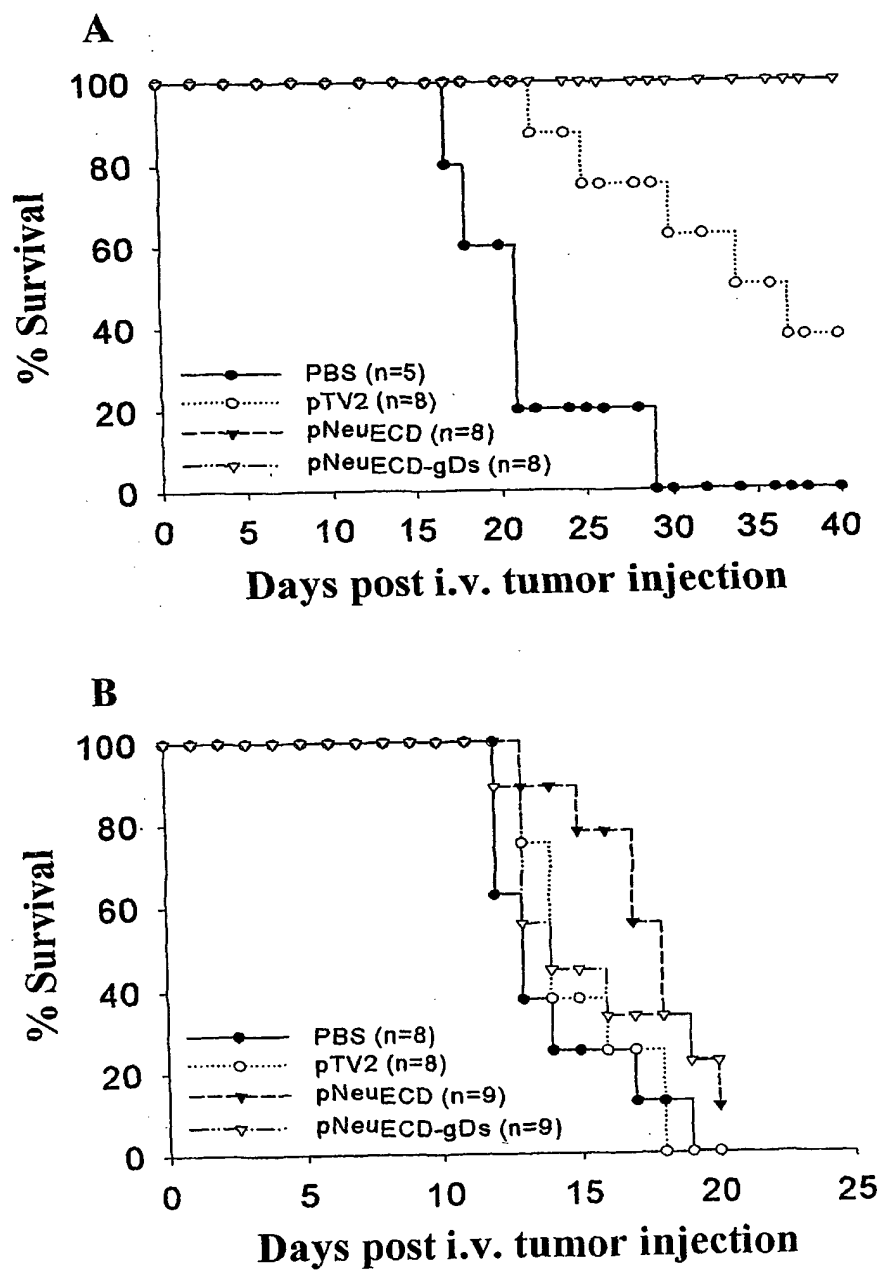 A
% Survival
100
80
60
40
20
0
PBS (n=5)
pTV2 (n=8)
pNeuECD (n=8)
pNeuECD-gDs (n=8)
0 5 10 15 20 25 30 35 40
Days post i.v. tumor injection
B
% Survival
100
80
60
40
20
0
PBS (n=8)
pTV2 (n=8)
pNeuECD (n=9)
pNeuECD-gDs (n=9)
0 5 10 15 20 25
Days post i.v. tumor injection